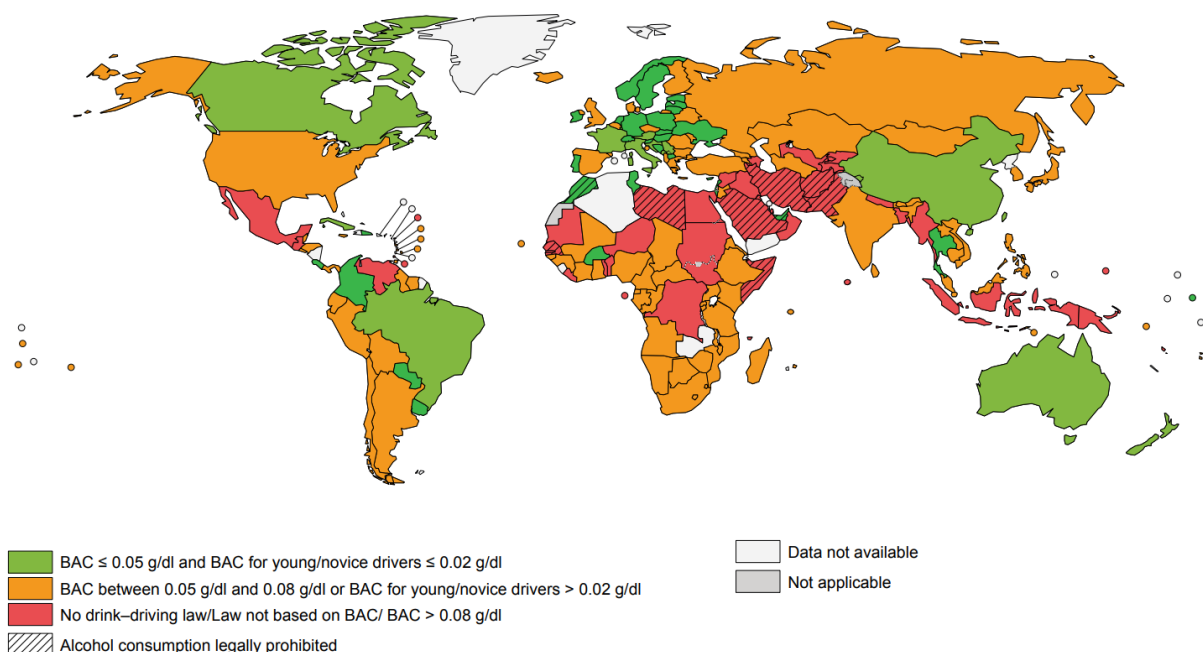 BAC ≤ 0.05 g/dl and BAC for young/novice drivers ≤ 0.02 g/dl
BAC between 0.05 g/dl and 0.08 g/dl or BAC for young/novice drivers > 0.02 g/dl
No drink–driving law/Law not based on BAC/ BAC > 0.08 g/dl
Alcohol consumption legally prohibited
Data not available
Not applicable